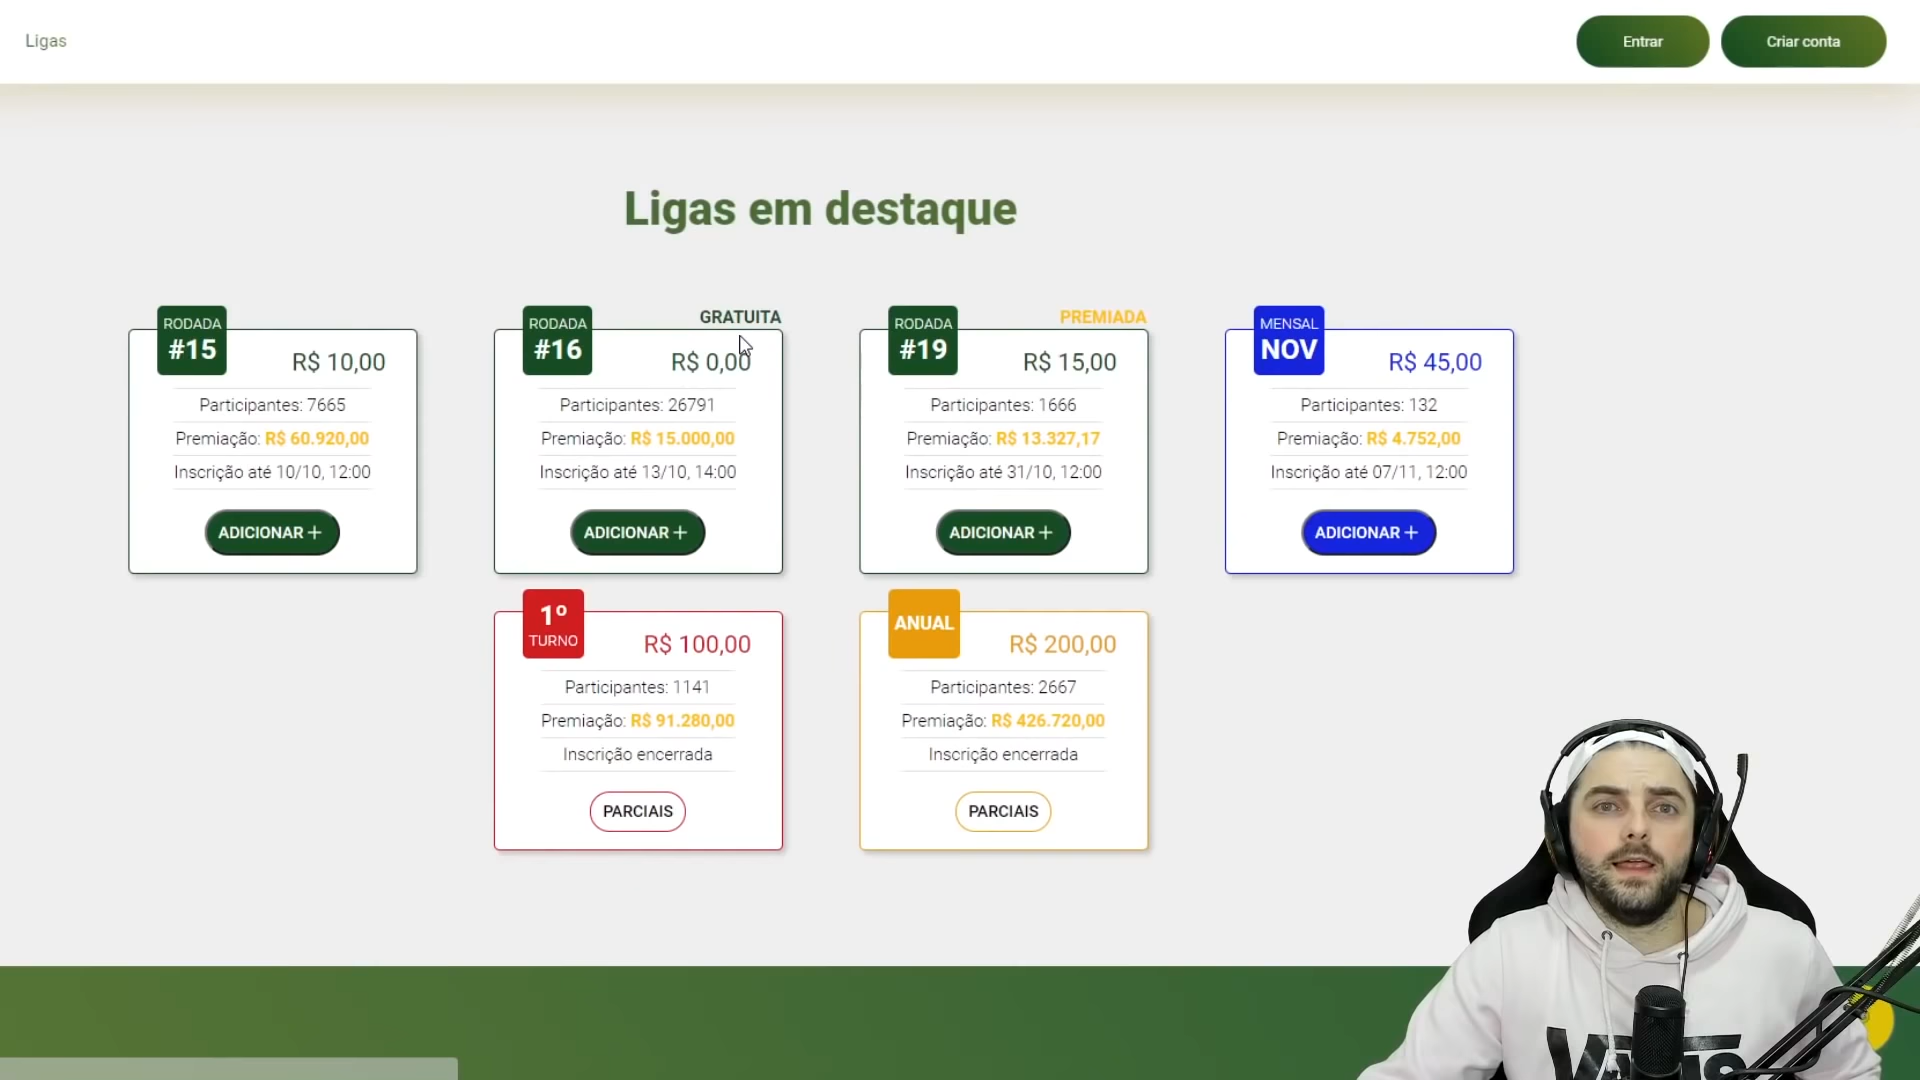 Ligas
Entrar
Criar conta
Ligas em destaque
RODADA
#15
R$ 10,00
Participantes: 7665
Premiação: R$ 60.920,00
Inscrição até 10/10, 12:00
ADICIONAR +
RODADA
#16
GRATUITA
R$ 0,00
Participantes: 26791
Premiação: R$ 15.000,00
Inscrição até 13/10, 14:00
ADICIONAR +
RODADA
#19
PREMIADA
R$ 15,00
Participantes: 1666
Premiação: R$ 13.327,17
Inscrição até 31/10, 12:00
ADICIONAR +
MENSAL
NOV
R$ 45,00
Participantes: 132
Premiação: R$ 4.752,00
Inscrição até 07/11, 12:00
ADICIONAR +
1º
TURNO
R$ 100,00
Participantes: 1141
Premiação: R$ 91.280,00
Inscrição encerrada
PARCIAIS
ANUAL
R$ 200,00
Participantes: 2667
Premiação: R$ 426.720,00
Inscrição encerrada
PARCIAIS